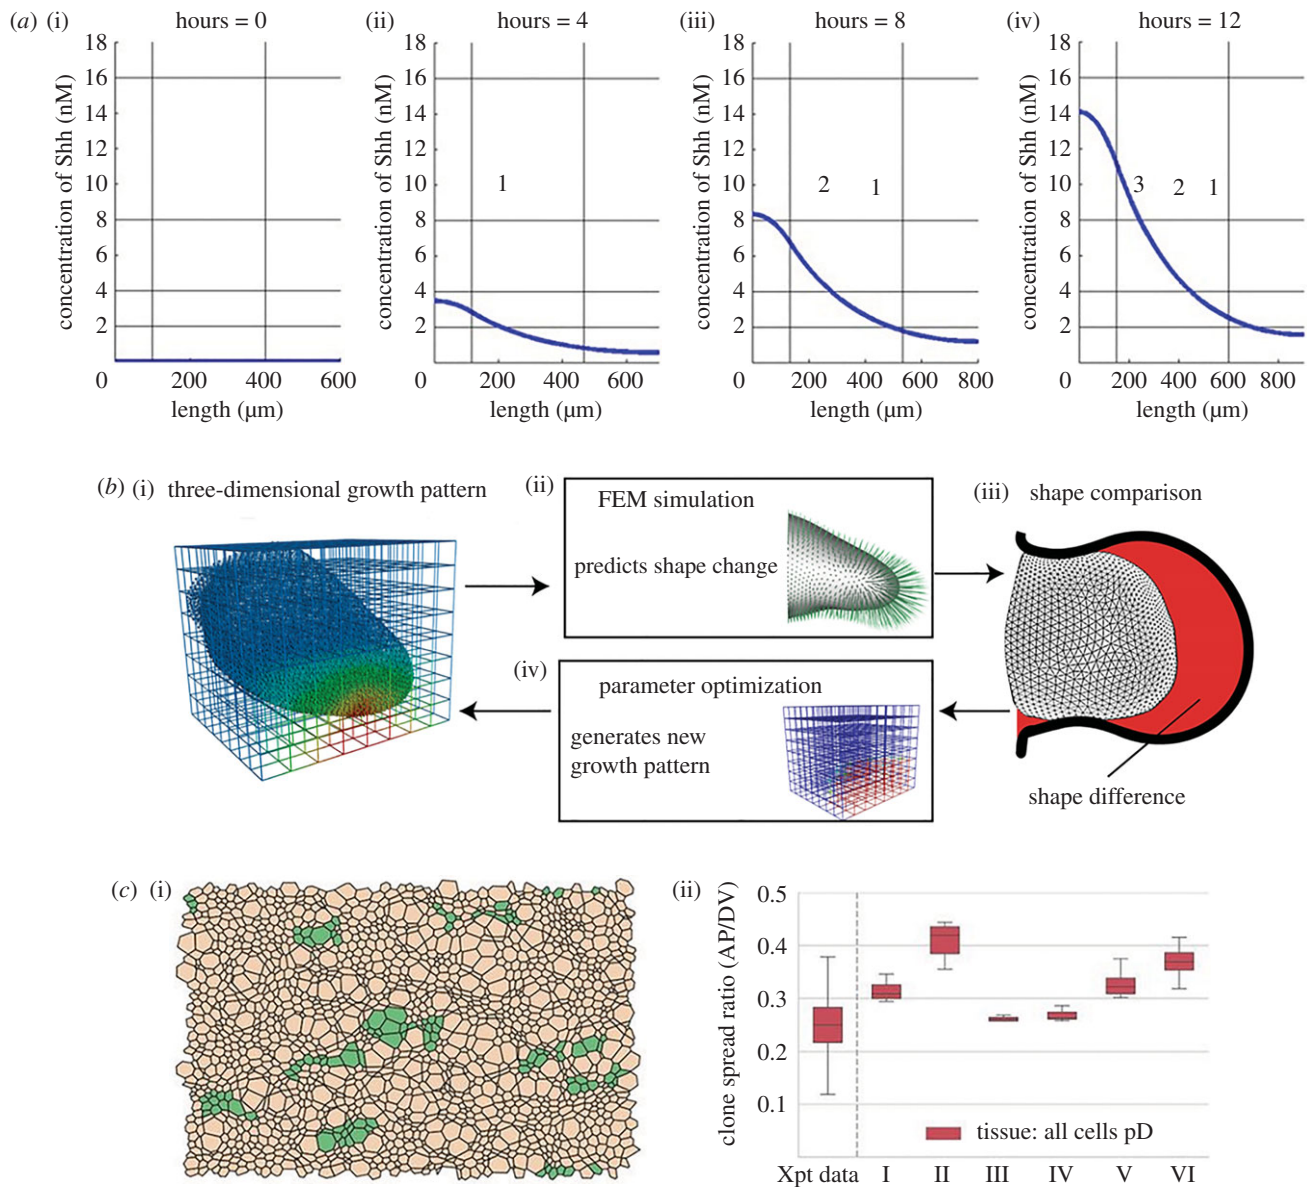 (a) (i) hours = 0
(ii) hours = 4
(iii) hours = 8
(iv) hours = 12
concentration of Shh (nM)
18
16
14
12
10
8
6
4
2
0 200 400 600
length (µm)
concentration of Shh (nM)
18
16
14
12
10
8
6
4
2
1
0 200 400 600
length (µm)
concentration of Shh (nM)
18
16
14
12
10
8
6
4
2
2 1
0 200 400 600 800
length (µm)
concentration of Shh (nM)
18
16
14
12
10
8
6
4
2
3 2 1
0 200 400 600 800
length (µm)
(b) (i) three-dimensional growth pattern
(ii)
FEM simulation
predicts shape change
(iii) shape comparison
shape difference
(iv)
parameter optimization
generates new
growth pattern
(c) (i)
(ii)
clone spread ratio (AP/DV)
0.5
0.4
0.3
0.2
0.1
tissue: all cells pD
Xpt data I II III IV V VI